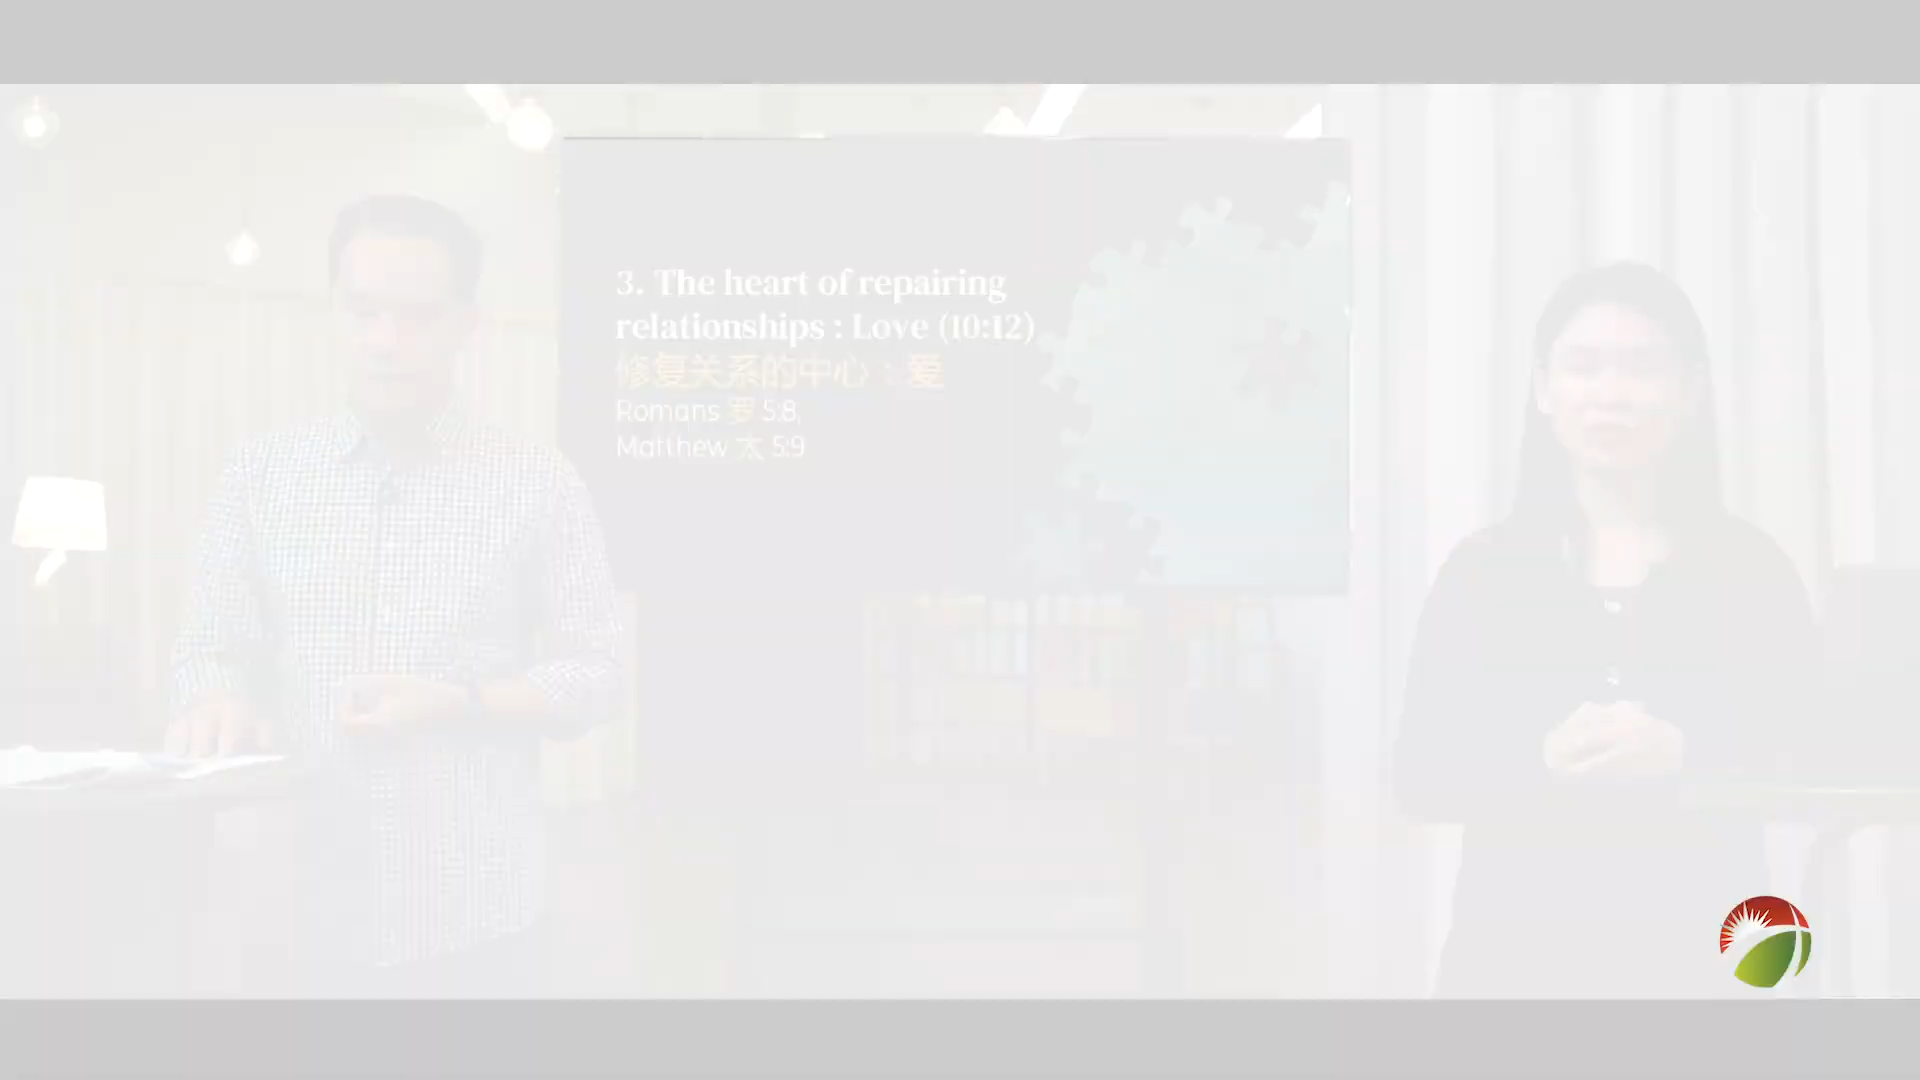 3. The heart of repairing
relationships : Love (10:12)
修复关系的中心：爱
Romans 罗 5:8,
Matthew 太 5:9